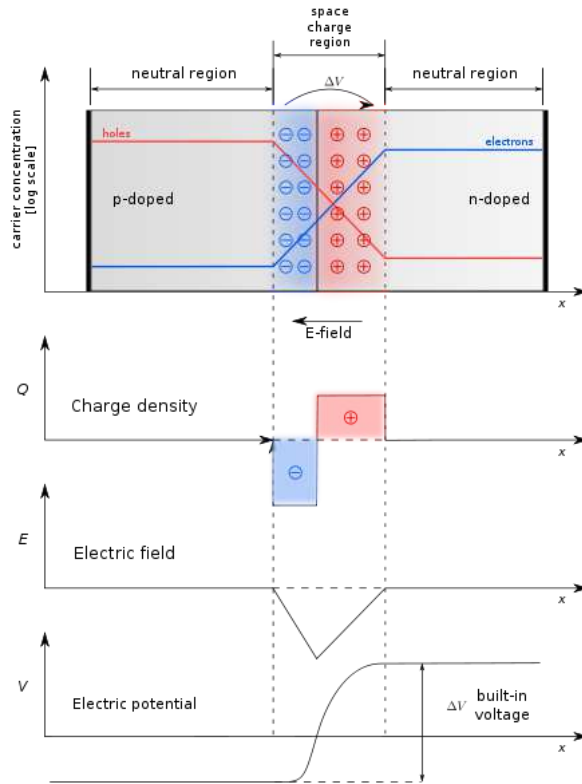 space
charge
region
neutral region
neutral region
ΔV
holes
electrons
carrier concentration
[log scale]
p-doped
n-doped
x
E-field
Q
Charge density
x
E
Electric field
x
V
Electric potential
ΔV
built-in
voltage
x